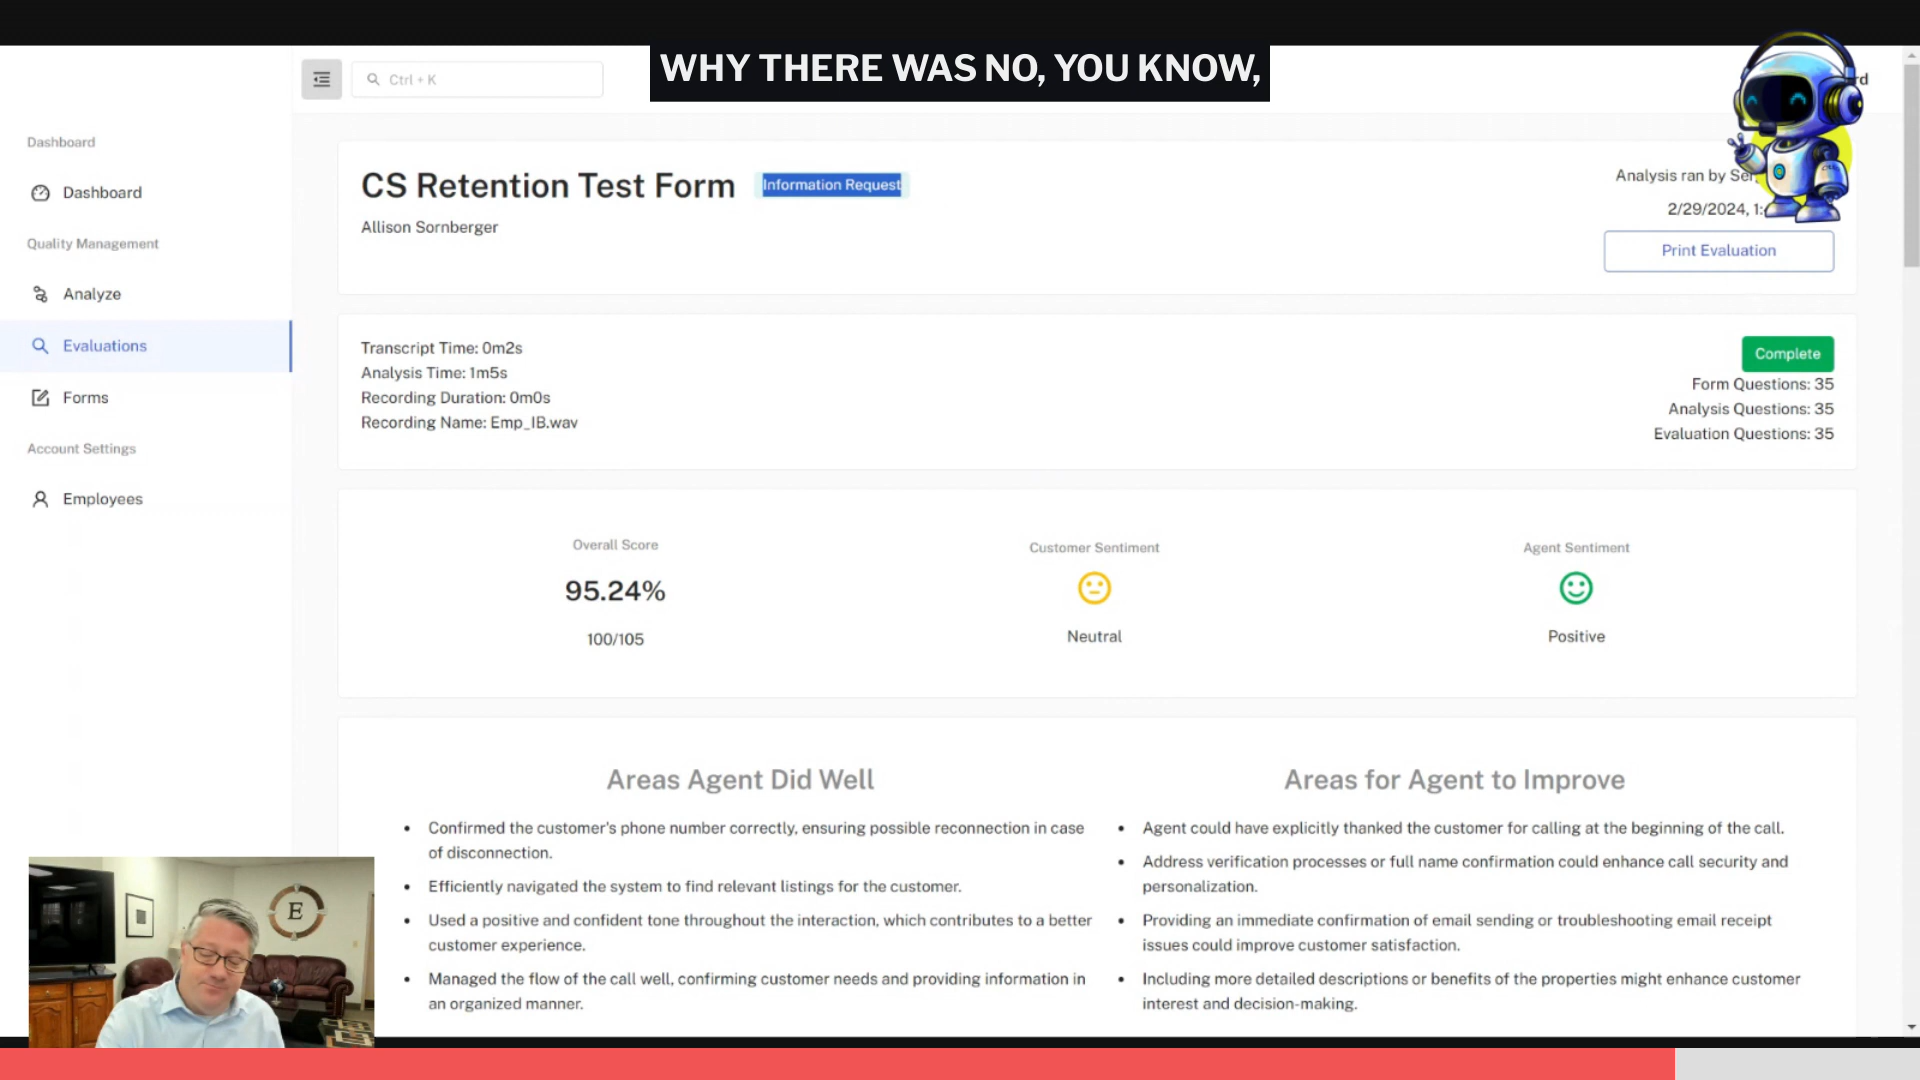 WHY THERE WAS NO, YOU KNOW,
Ctrl + K
rd
Dashboard
Dashboard
Quality Management
Analyze
Evaluations
Forms
Account Settings
Employees
CS Retention Test Form
Information Request
Allison Sornberger
Analysis ran by Ser
2/29/2024, 1:
Print Evaluation
Transcript Time: 0m2s
Analysis Time: 1m5s
Recording Duration: 0m0s
Recording Name: Emp_IB.wav
Complete
Form Questions: 35
Analysis Questions: 35
Evaluation Questions: 35
Overall Score
95.24%
100/105
Customer Sentiment
Neutral
Agent Sentiment
Positive
Areas Agent Did Well
• Confirmed the customer's phone number correctly, ensuring possible reconnection in case
of disconnection.
• Efficiently navigated the system to find relevant listings for the customer.
• Used a positive and confident tone throughout the interaction, which contributes to a better
customer experience.
• Managed the flow of the call well, confirming customer needs and providing information in
an organized manner.
Areas for Agent to Improve
• Agent could have explicitly thanked the customer for calling at the beginning of the call.
• Address verification processes or full name confirmation could enhance call security and
personalization.
• Providing an immediate confirmation of email sending or troubleshooting email receipt
issues could improve customer satisfaction.
• Including more detailed descriptions or benefits of the properties might enhance customer
interest and decision-making.
E